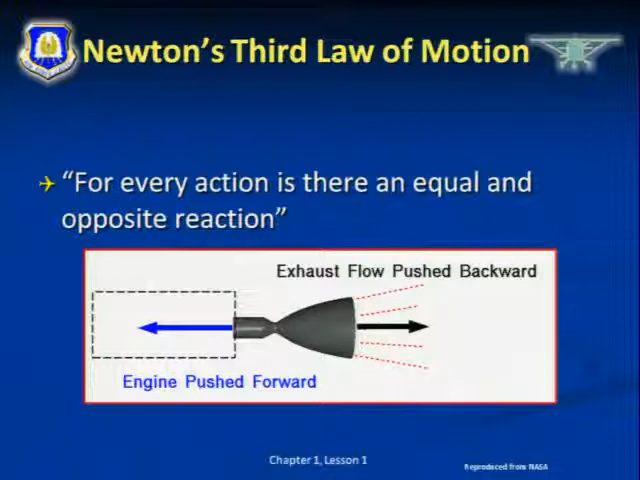 Newton's Third Law of Motion
"For every action is there an equal and
opposite reaction"
Exhaust Flow Pushed Backward
Engine Pushed Forward
Chapter 1, Lesson 1
Reproduced from NASA